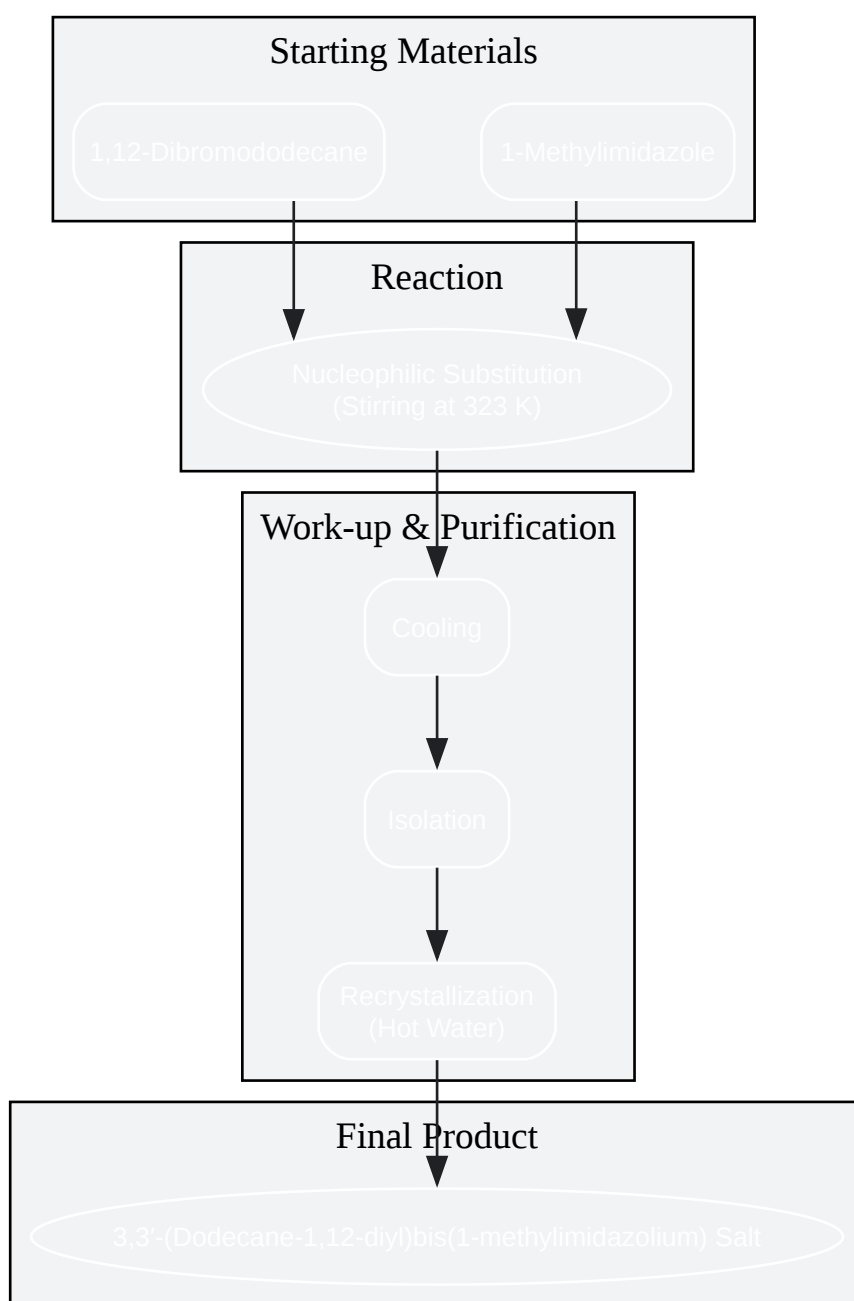 Starting Materials
1,12-Dibromododecane
1-Methylimidazole
Reaction
Nucleophilic Substitution
(Stirring at 323 K)
Work-up & Purification
Cooling
Isolation
Recrystallization
(Hot Water)
Final Product
3,3'-(Dodecane-1,12-diyl)bis(1-methylimidazolium) Salt